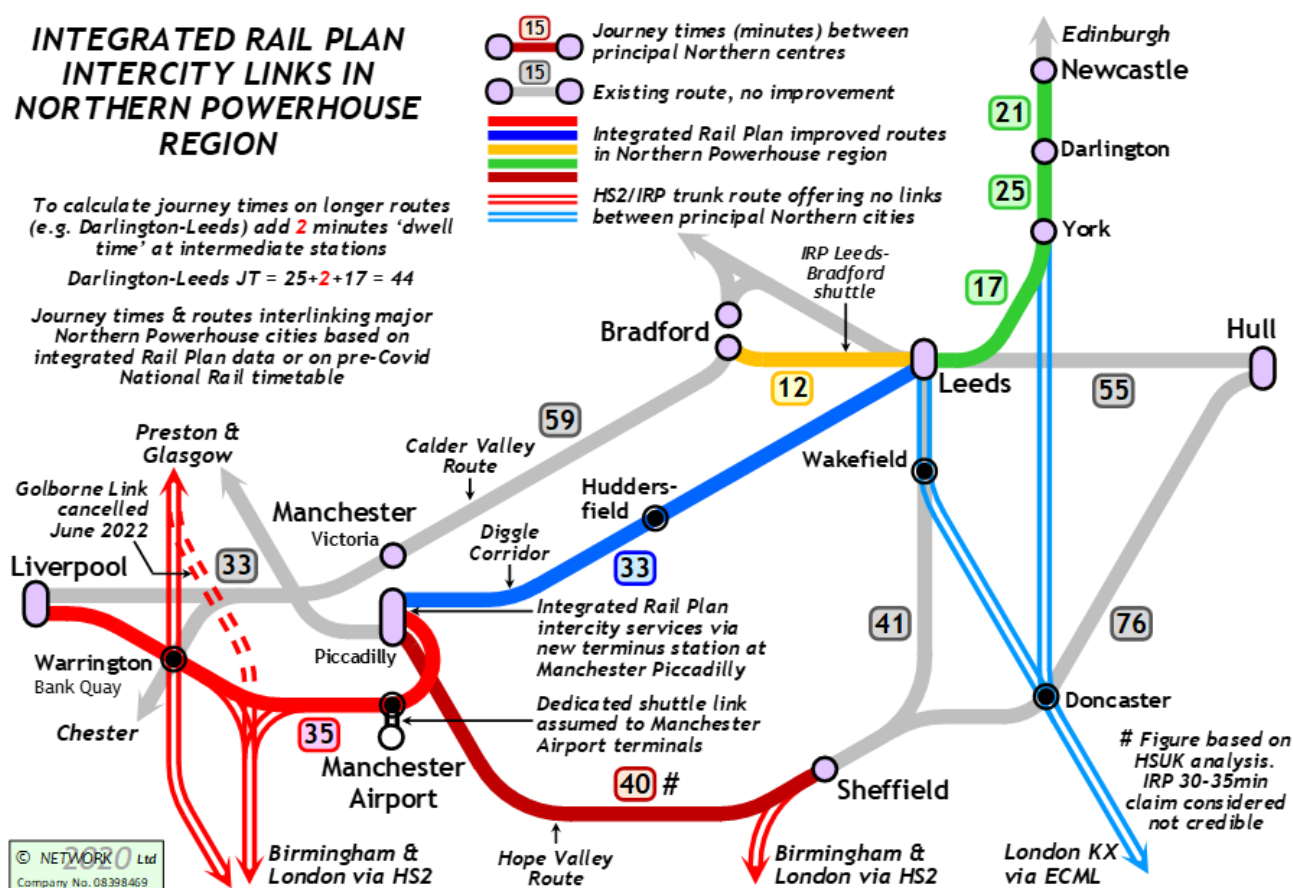 INTEGRATED RAIL PLAN
INTERCITY LINKS IN
NORTHERN POWERHOUSE
REGION
To calculate journey times on longer routes
(e.g. Darlington-Leeds) add 2 minutes ‘dwell
time’ at intermediate stations
Darlington-Leeds JT = 25+2+17 = 44
Journey times & routes interlinking major
Northern Powerhouse cities based on
integrated Rail Plan data or on pre-Covid
National Rail timetable
15
Journey times (minutes) between
principal Northern centres
15
Existing route, no improvement
Integrated Rail Plan improved routes
in Northern Powerhouse region
HS2/IRP trunk route offering no links
between principal Northern cities
Edinburgh
Newcastle
21
Darlington
25
York
17
IRP Leeds-
Bradford
shuttle
Bradford
12
Leeds
Hull
55
59
Calder Valley
Route
Preston &
Glasgow
Golborne Link
cancelled
June 2022
Manchester
Victoria
Hudders-
field
Wakefield
Diggle
Corridor
33
Liverpool
33
41
76
Integrated Rail Plan
intercity services via
new terminus station at
Manchester Piccadilly
Piccadilly
Warrington
Bank Quay
Chester
35
Dedicated shuttle link
assumed to Manchester
Airport terminals
Manchester
Airport
Doncaster
40 #
Sheffield
# Figure based on
HSUK analysis.
IRP 30-35min
claim considered
not credible
Hope Valley
Route
Birmingham &
London via HS2
Birmingham &
London via HS2
London KX
via ECML
© NETWORK 2020 Ltd
Company No. 08398469